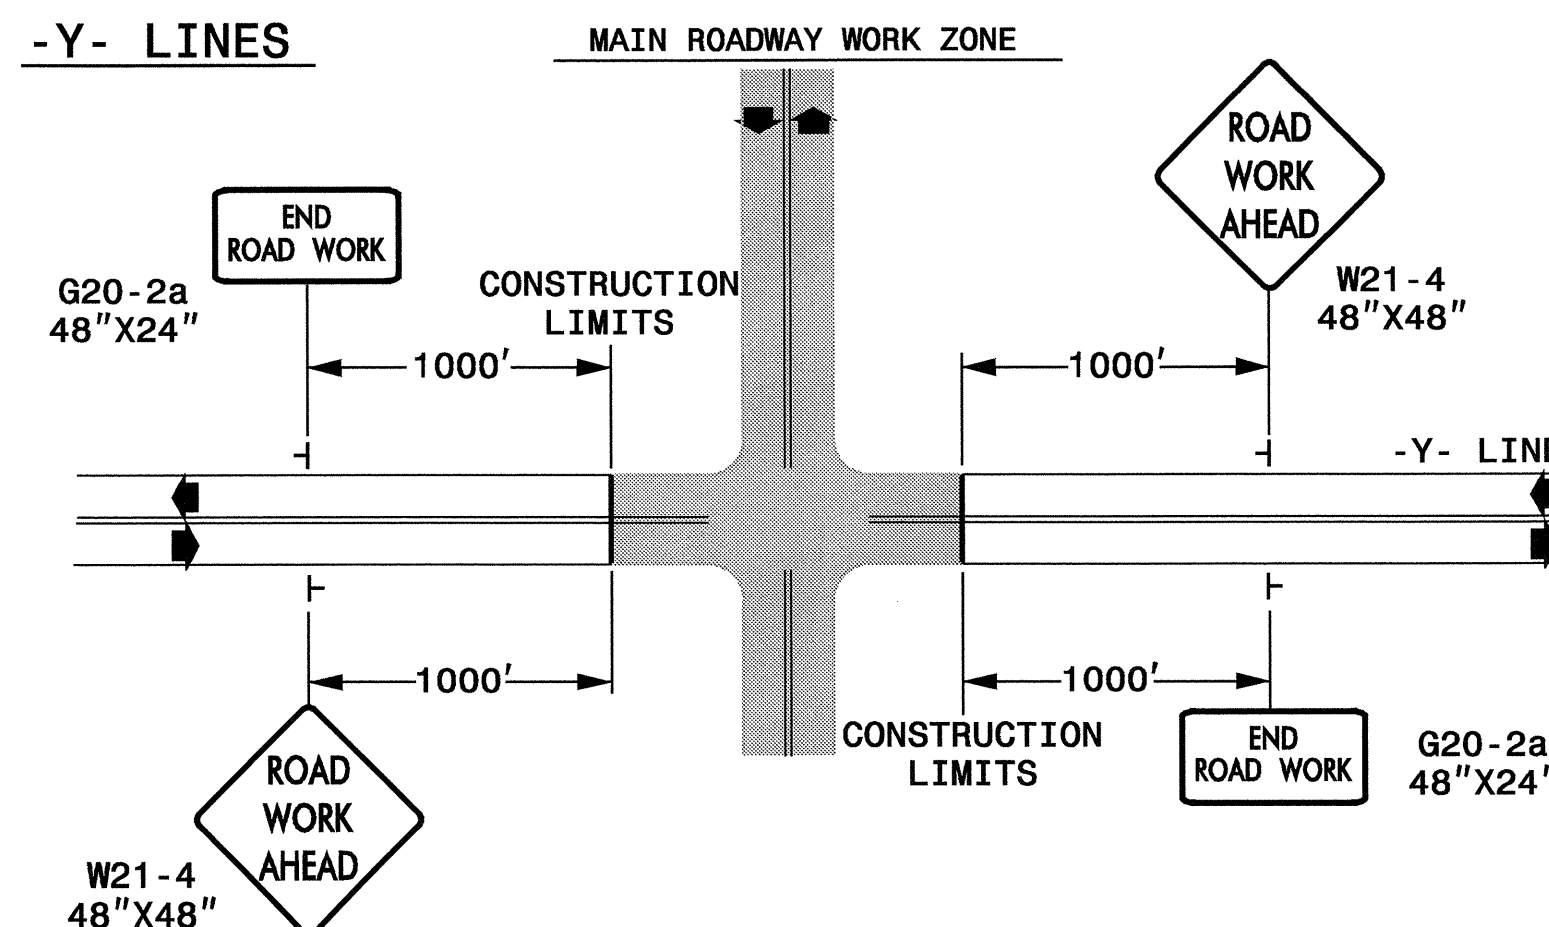 -Y- LINES
MAIN ROADWAY WORK ZONE
ROAD
WORK
AHEAD
END
ROAD WORK
G20-2a
48"X24"
CONSTRUCTION
LIMITS
W21-4
48"X48"
1000'
1000'
-Y- LIN
1000'
1000'
CONSTRUCTION
LIMITS
END
ROAD WORK
G20-2a
48"X24'
ROAD
WORK
AHEAD
W21-4
48"X48"